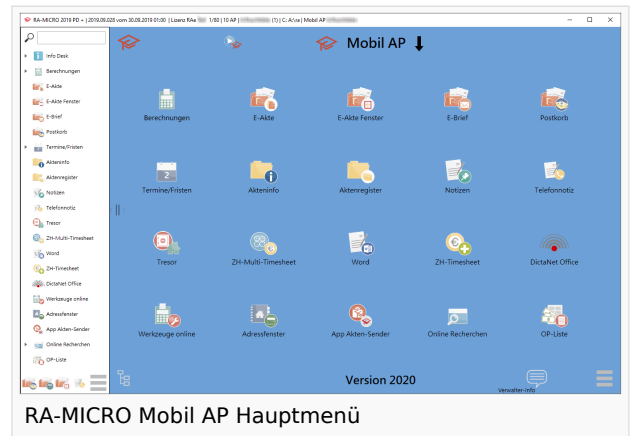 RA-MICRO 2019 PD + | 2019.09.028 vom 30.09.2019 01:00 | Lizenz RAe 1/80 | 10 AP | (1) | C: A:\ra | Mobil AP
Mobil AP
Info Desk
Berechnungen
E-Akte
E-Akte Fenster
E-Brief
Postkorb
Termine/Fristen
Akteninfo
Aktenregister
Notizen
Telefonnotiz
Tresor
ZH-Multi-Timesheet
Word
ZH-Timesheet
DictaNet Office
Werkzeuge online
Adressfenster
App Akten-Sender
Online Recherchen
OP-Liste
Berechnungen
E-Akte
E-Akte Fenster
E-Brief
Postkorb
2
Termine/Fristen
Akteninfo
Aktenregister
Notizen
Telefonnotiz
Tresor
ZH-Multi-Timesheet
Word
ZH-Timesheet
DictaNet Office
Werkzeuge online
Adressfenster
App Akten-Sender
Online Recherchen
OP-Liste
Version 2020
Verwalter-Info
RA-MICRO Mobil AP Hauptmenü